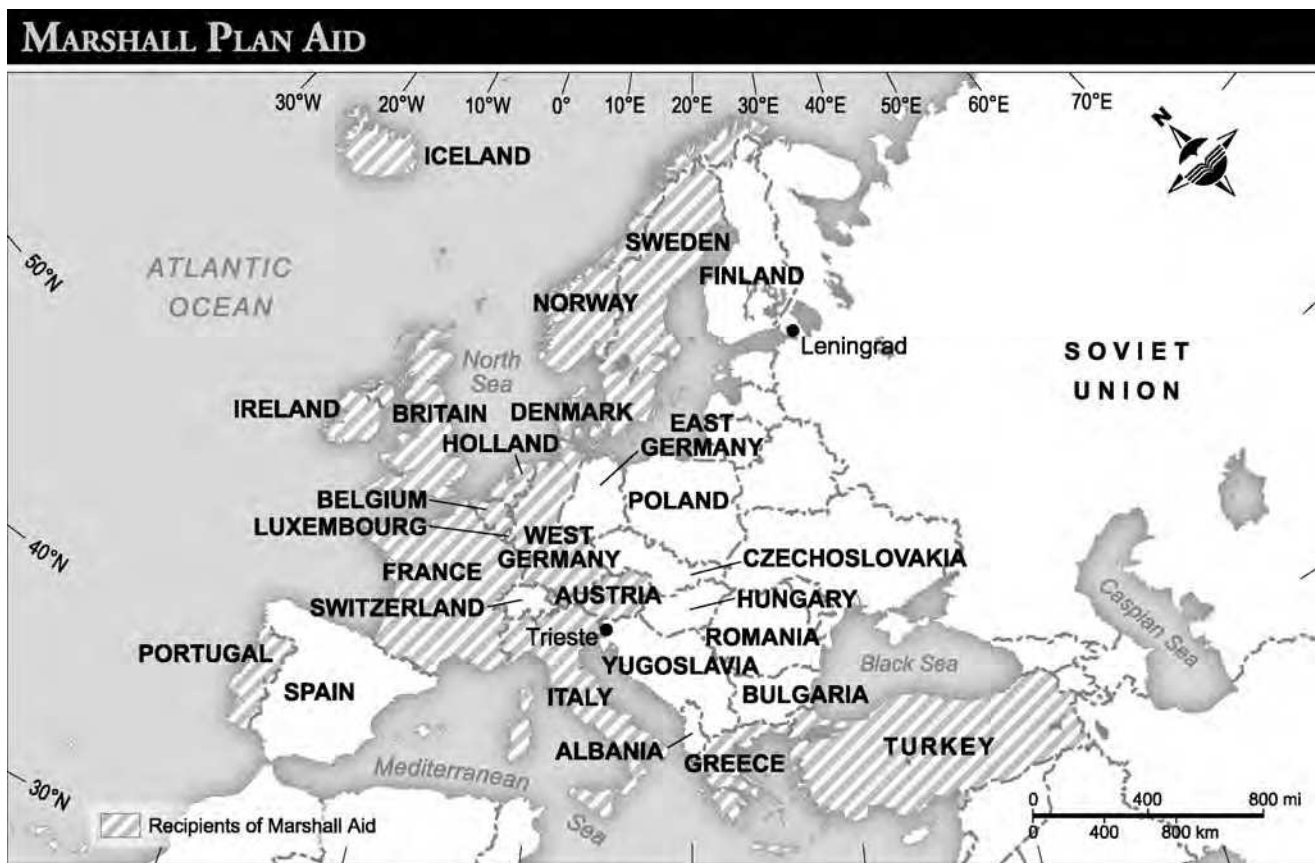 MARSHALL PLAN AID
30°W 20°W 10°W 0° 10°E 20°E 30°E 40°E 50°E 60°E 70°E
N
ICELAND
50°N
ATLANTIC
OCEAN
SWEDEN
FINLAND
NORWAY
Leningrad
SOVIET
UNION
North
Sea
IRELAND
BRITAIN
DENMARK
HOLLAND
EAST
GERMANY
BELGIUM
POLAND
LUXEMBOURG
WEST
GERMANY
40°N
CZECHOSLOVAKIA
FRANCE
SWITZERLAND
AUSTRIA
HUNGARY
Trieste
ROMANIA
Caspian Sea
PORTUGAL
YUGOSLAVIA
Black Sea
SPAIN
ITALY
BULGARIA
ALBANIA
GREECE
TURKEY
Mediterranean
Sea
30°N
Recipients of Marshall Aid
0 400 800 mi
0 400 800 km